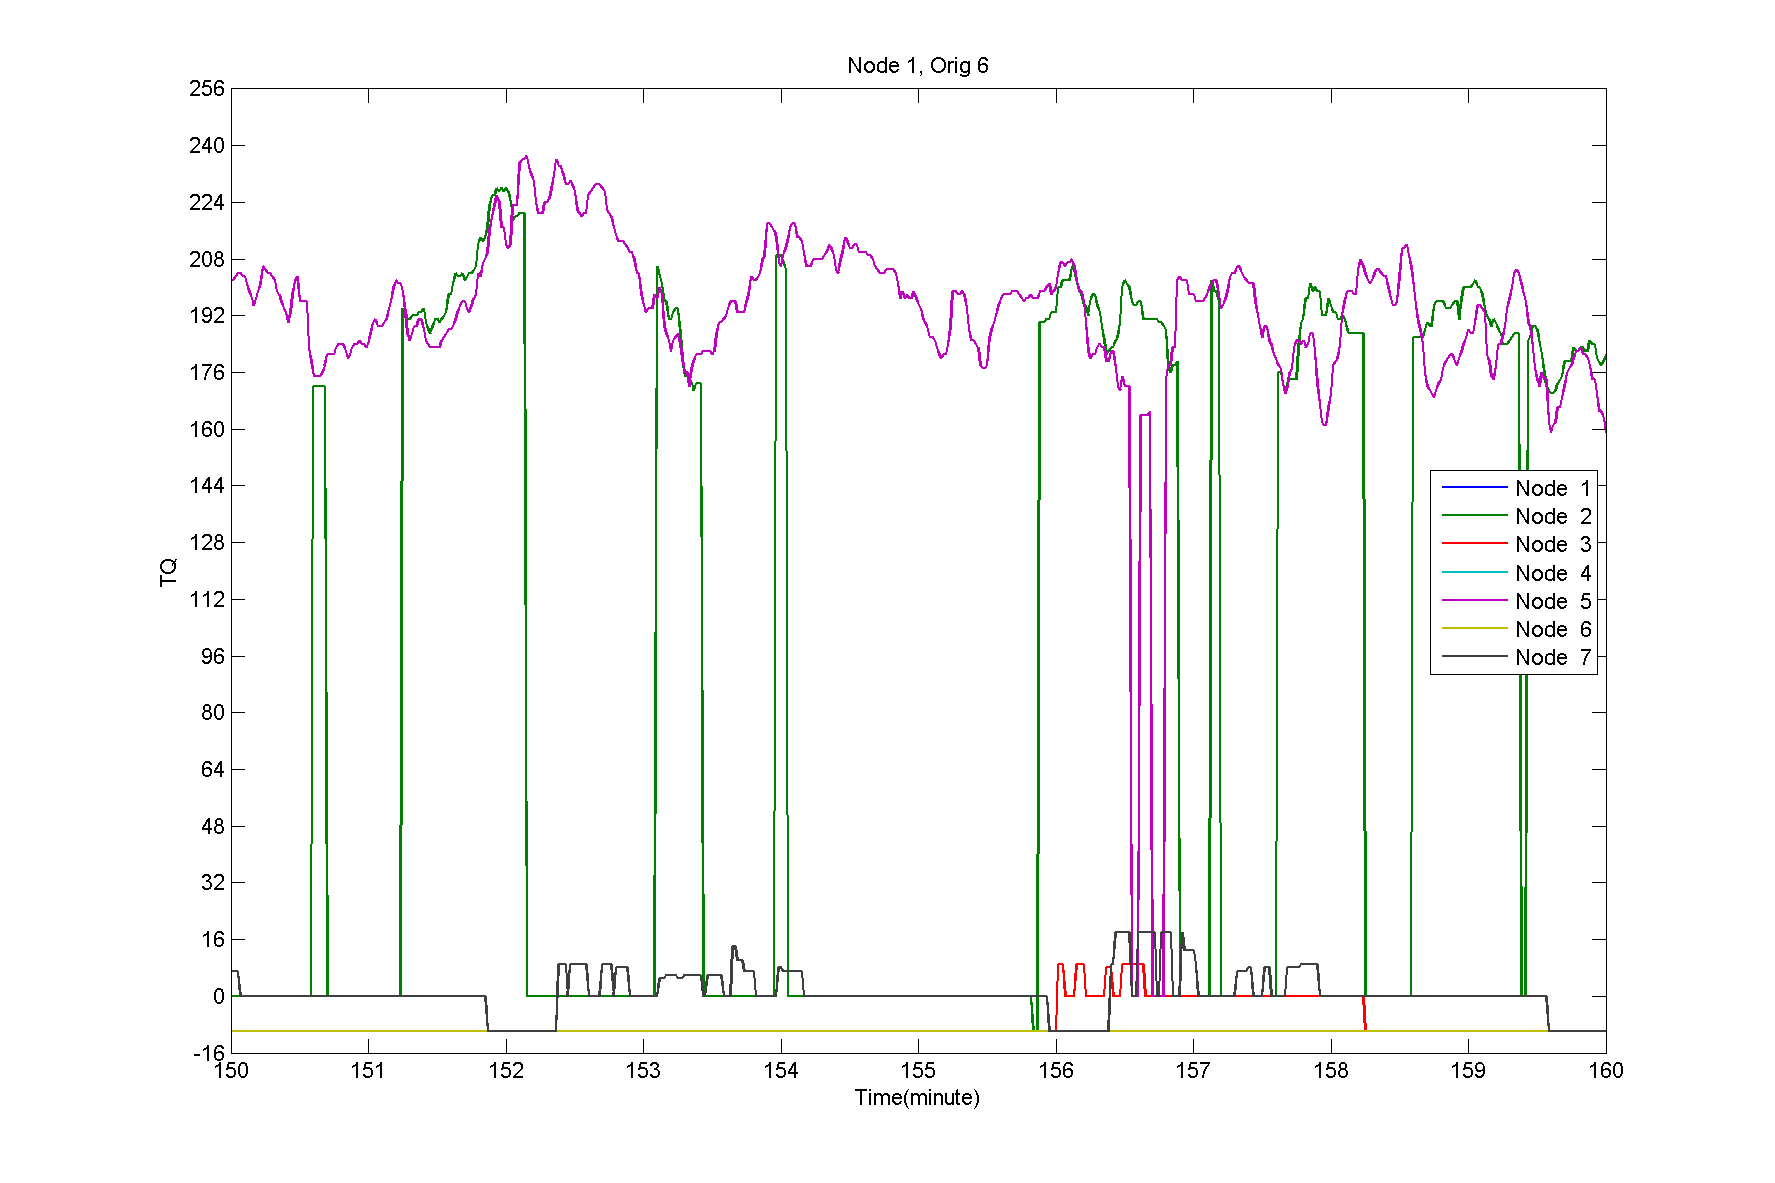 Node 1, Orig 6
256
240
224
208
192
176
160
144
128
112
96
80
64
48
32
16
0
-16
TQ
150 151 152 153 154 155 156 157 158 159 160
Time(minute)
Node 1
Node 2
Node 3
Node 4
Node 5
Node 6
Node 7